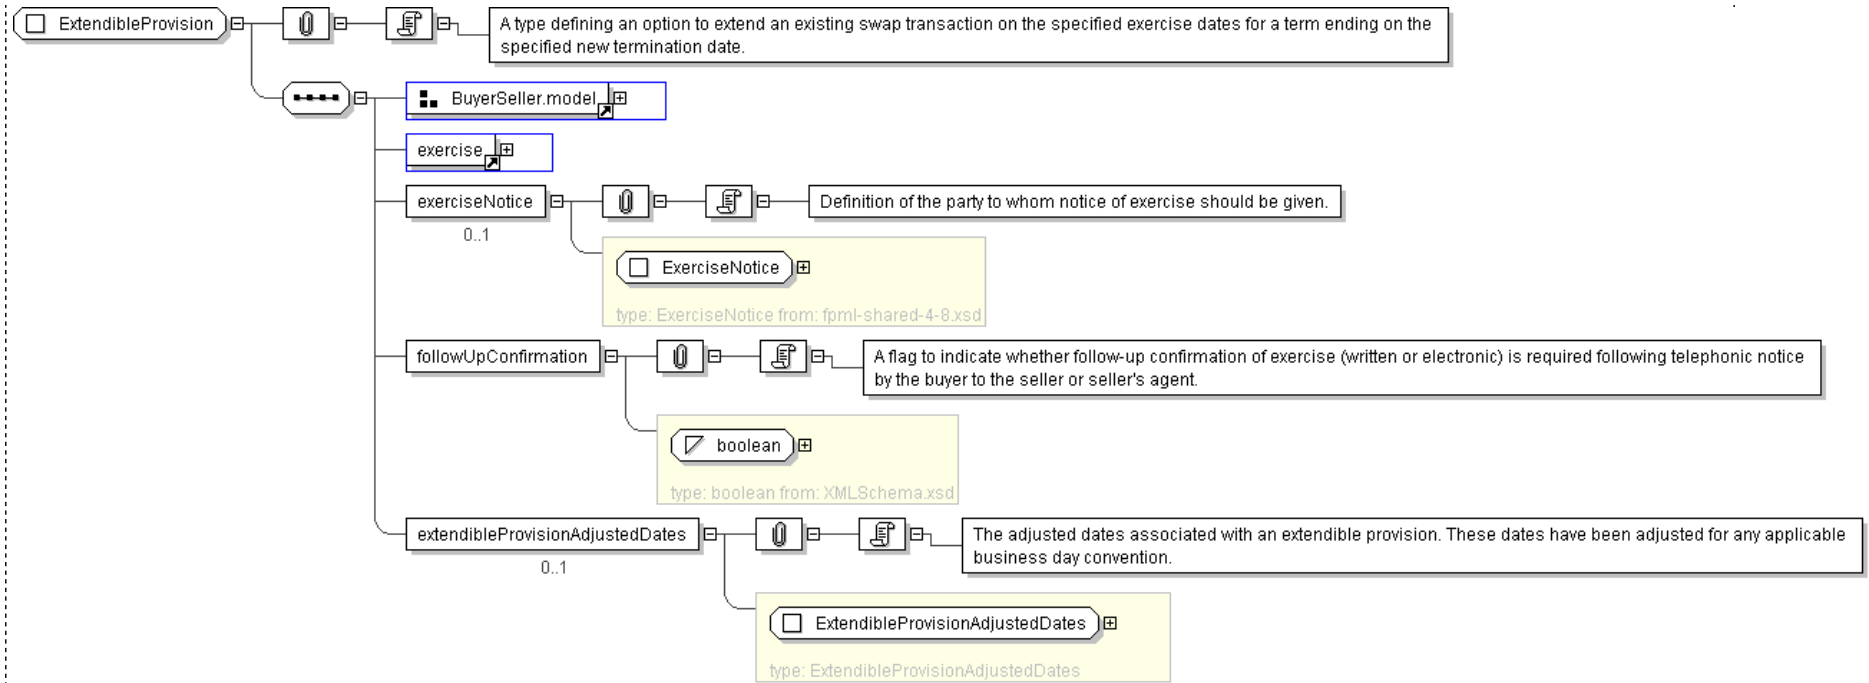 ExtendibleProvision
A type defining an option to extend an existing swap transaction on the specified exercise dates for a term ending on the
specified new termination date.
BuyerSeller.model
exercise
exerciseNotice
Definition of the party to whom notice of exercise should be given.
0..1
ExerciseNotice
type: ExerciseNotice from: fpml-shared-4-8.xsd
followUpConfirmation
A flag to indicate whether follow-up confirmation of exercise (written or electronic) is required following telephonic notice
by the buyer to the seller or seller's agent.
boolean
type: boolean from: XMLSchema.xsd
extendibleProvisionAdjustedDates
The adjusted dates associated with an extendible provision. These dates have been adjusted for any applicable
business day convention.
0..1
ExtendibleProvisionAdjustedDates
type: ExtendibleProvisionAdjustedDates